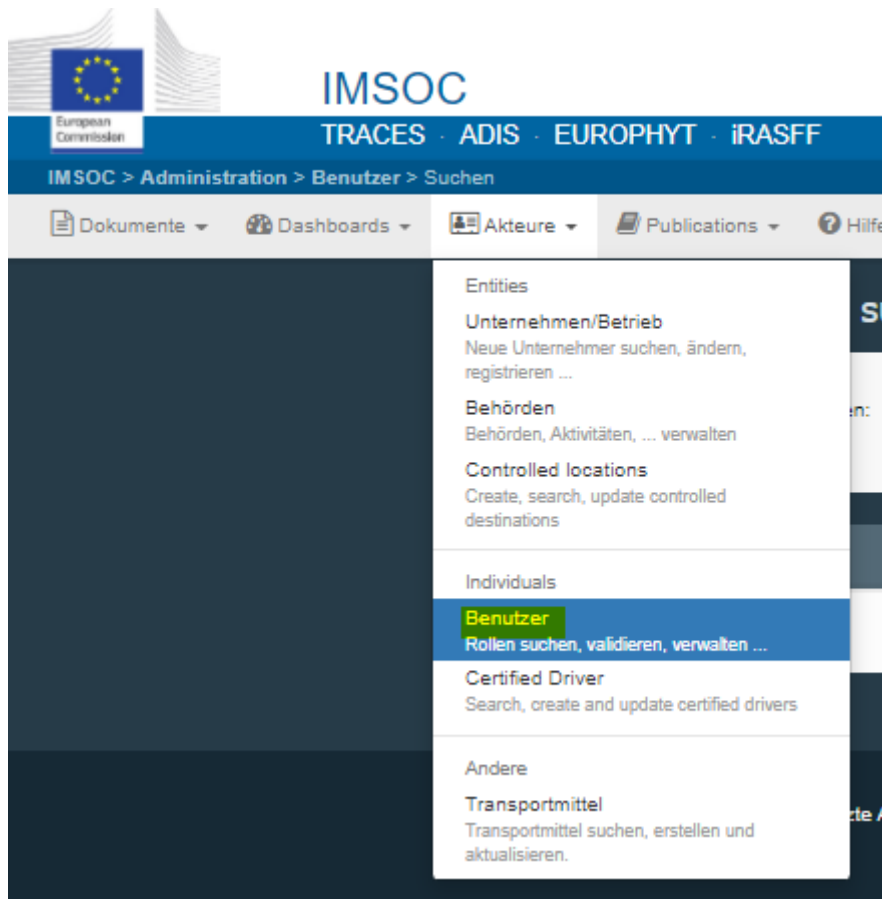 European
Commission
IMSOC
TRACES · ADIS · EUROPHYT · iRASFF
IMSOC > Administration > Benutzer > Suchen
Dokumente
Dashboards
Akteure
Publications
Entities
Unternehmen/Betrieb
Neue Unternehmer suchen, ändern,
registrieren ...
Behörden
Behörden, Aktivitäten, ... verwalten
Controlled locations
Create, search, update controlled
destinations
Individuals
Benutzer
Rollen suchen, validieren, verwalten ...
Certified Driver
Search, create and update certified drivers
Andere
Transportmittel
Transportmittel suchen, erstellen und
aktualisieren.